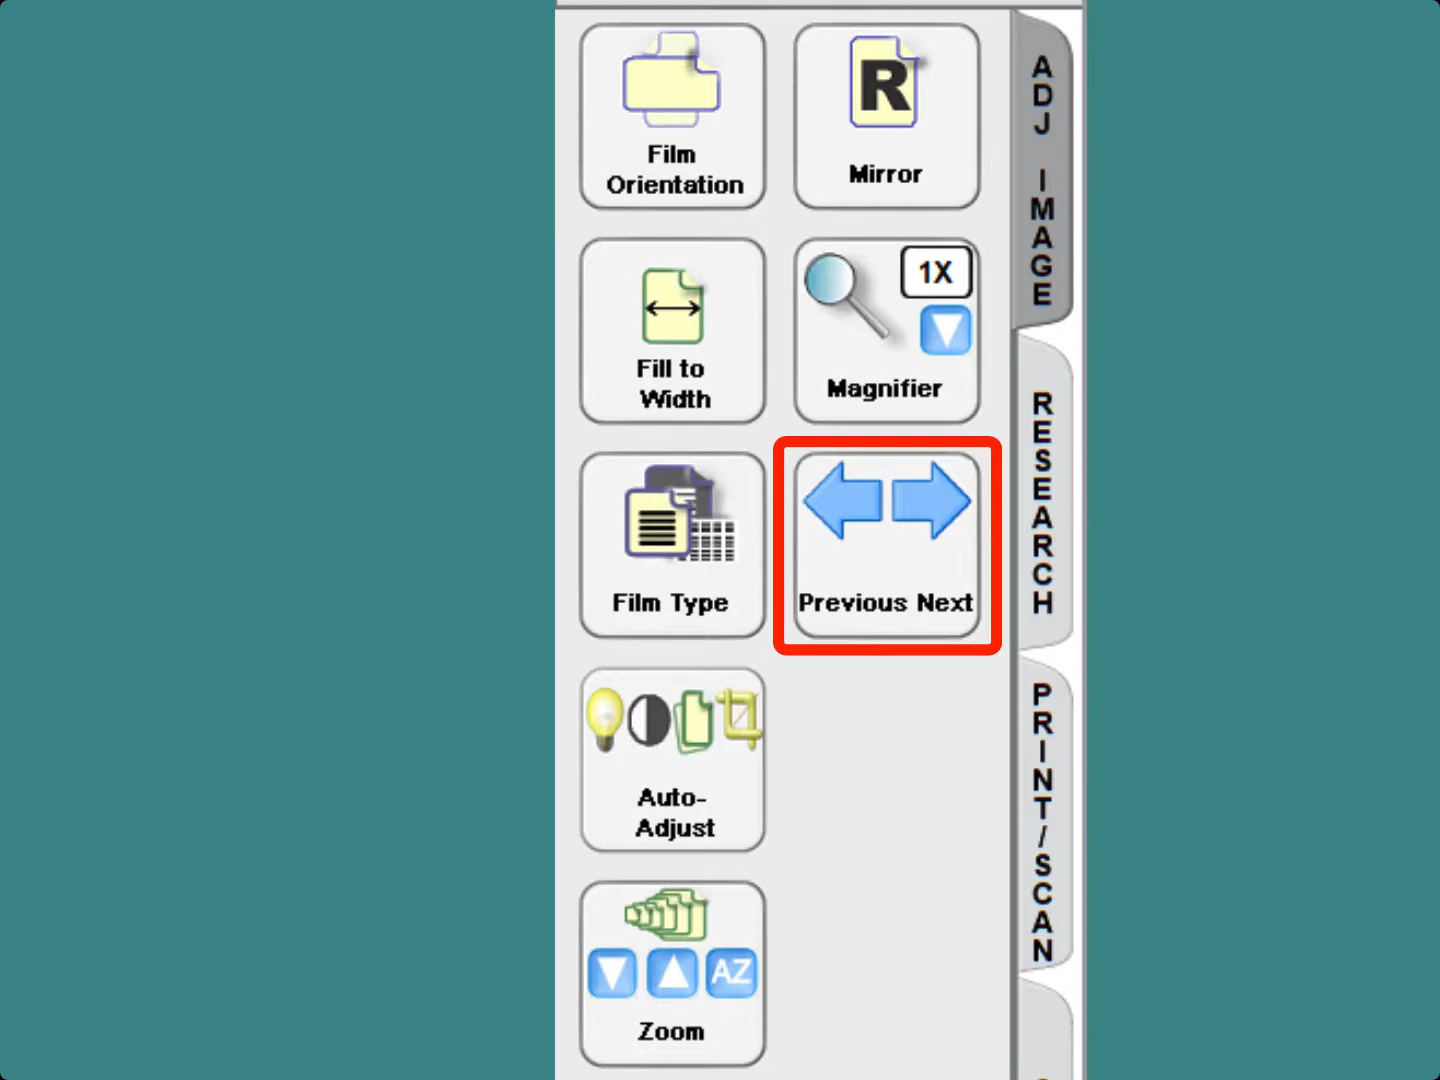 Film
Orientation
R
Mirror
Fill to
Width
1X
Magnifier
Film Type
Previous Next
Auto-
Adjust
AZ
Zoom
ADJ IMAGE
RESEARCH
PRINT/SCAN